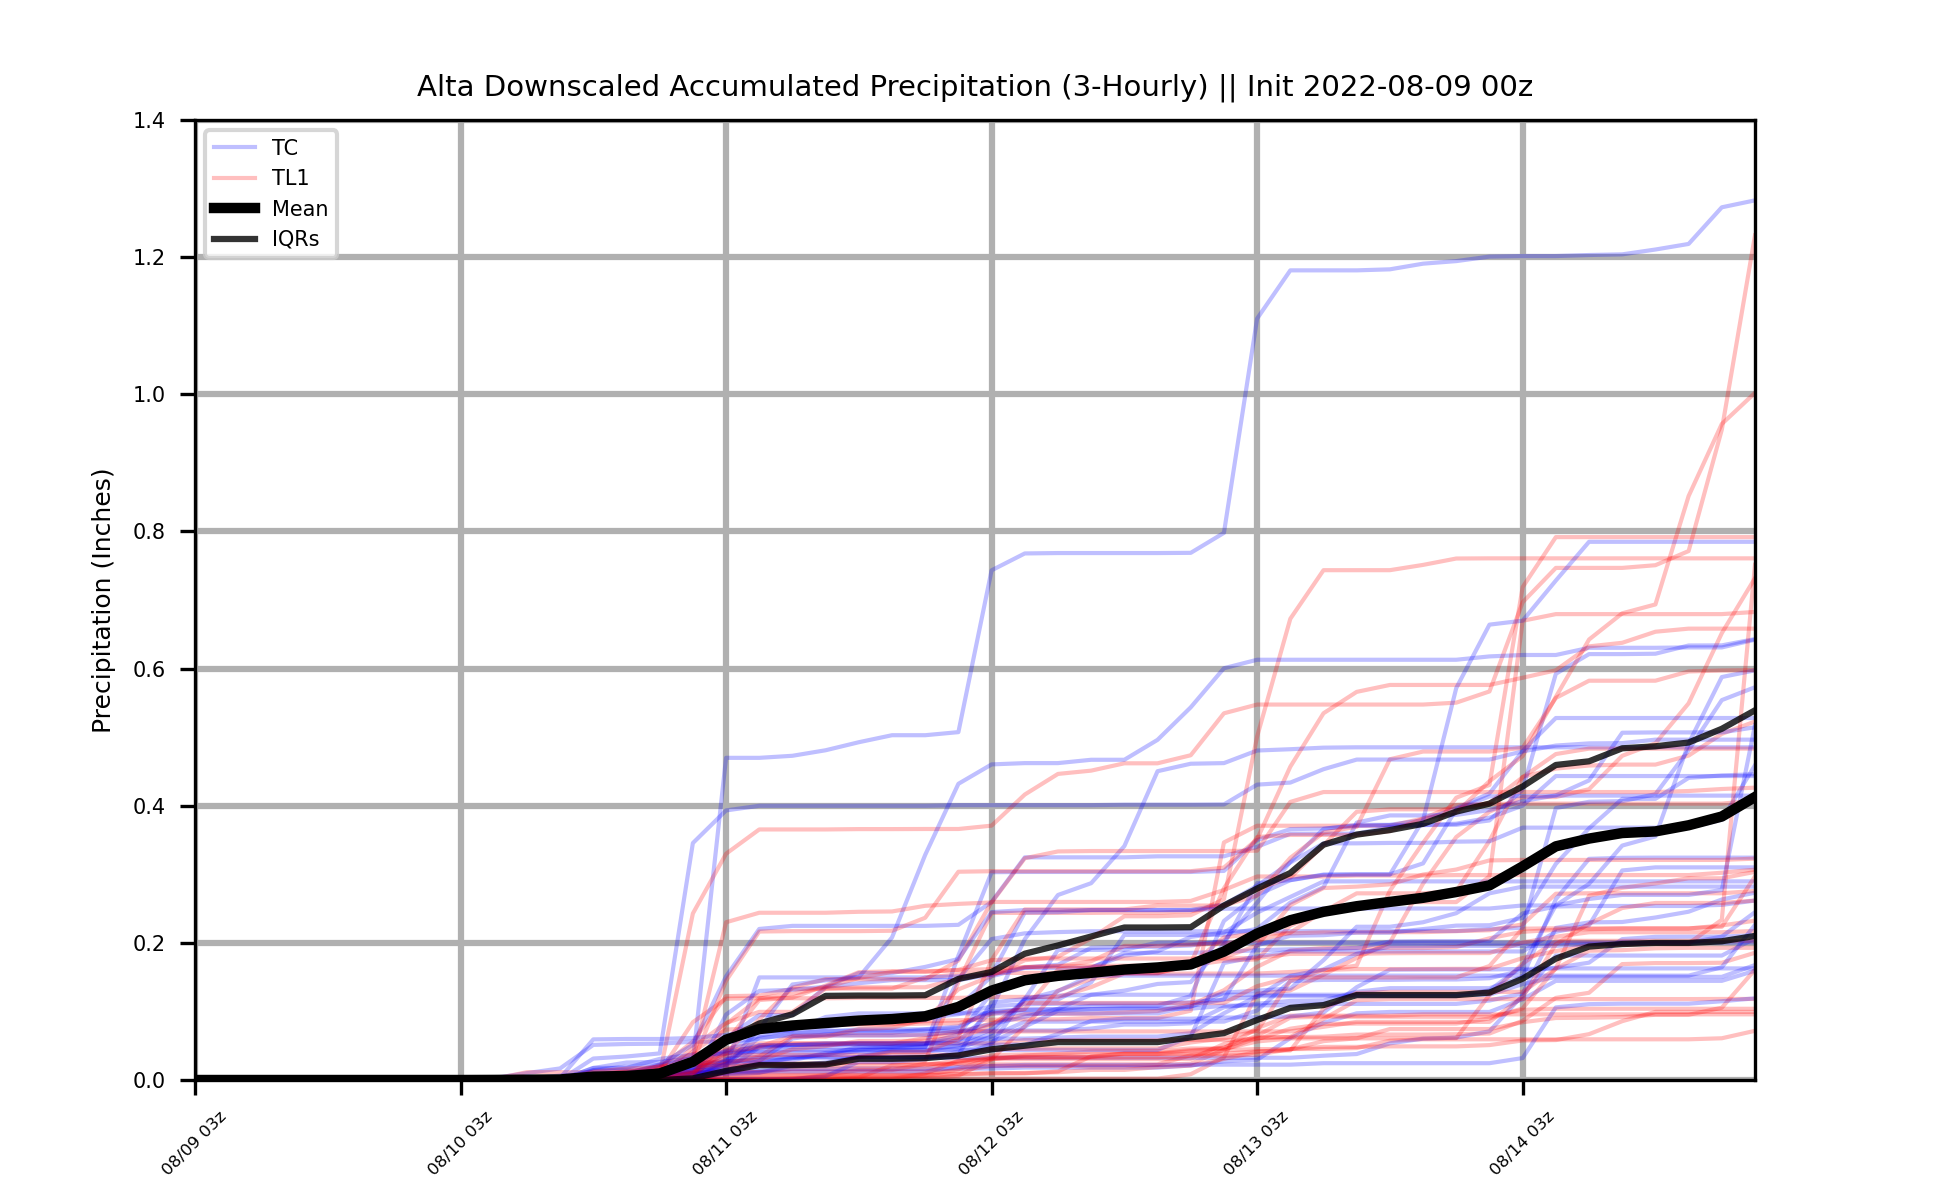 Alta Downscaled Accumulated Precipitation (3-Hourly) || Init 2022-08-09 00z
TC
TL1
Mean
IQRs
Precipitation (Inches)
1.4
1.2
1.0
0.8
0.6
0.4
0.2
0.0
08/09 03z
08/10 03z
08/11 03z
08/12 03z
08/13 03z
08/14 03z